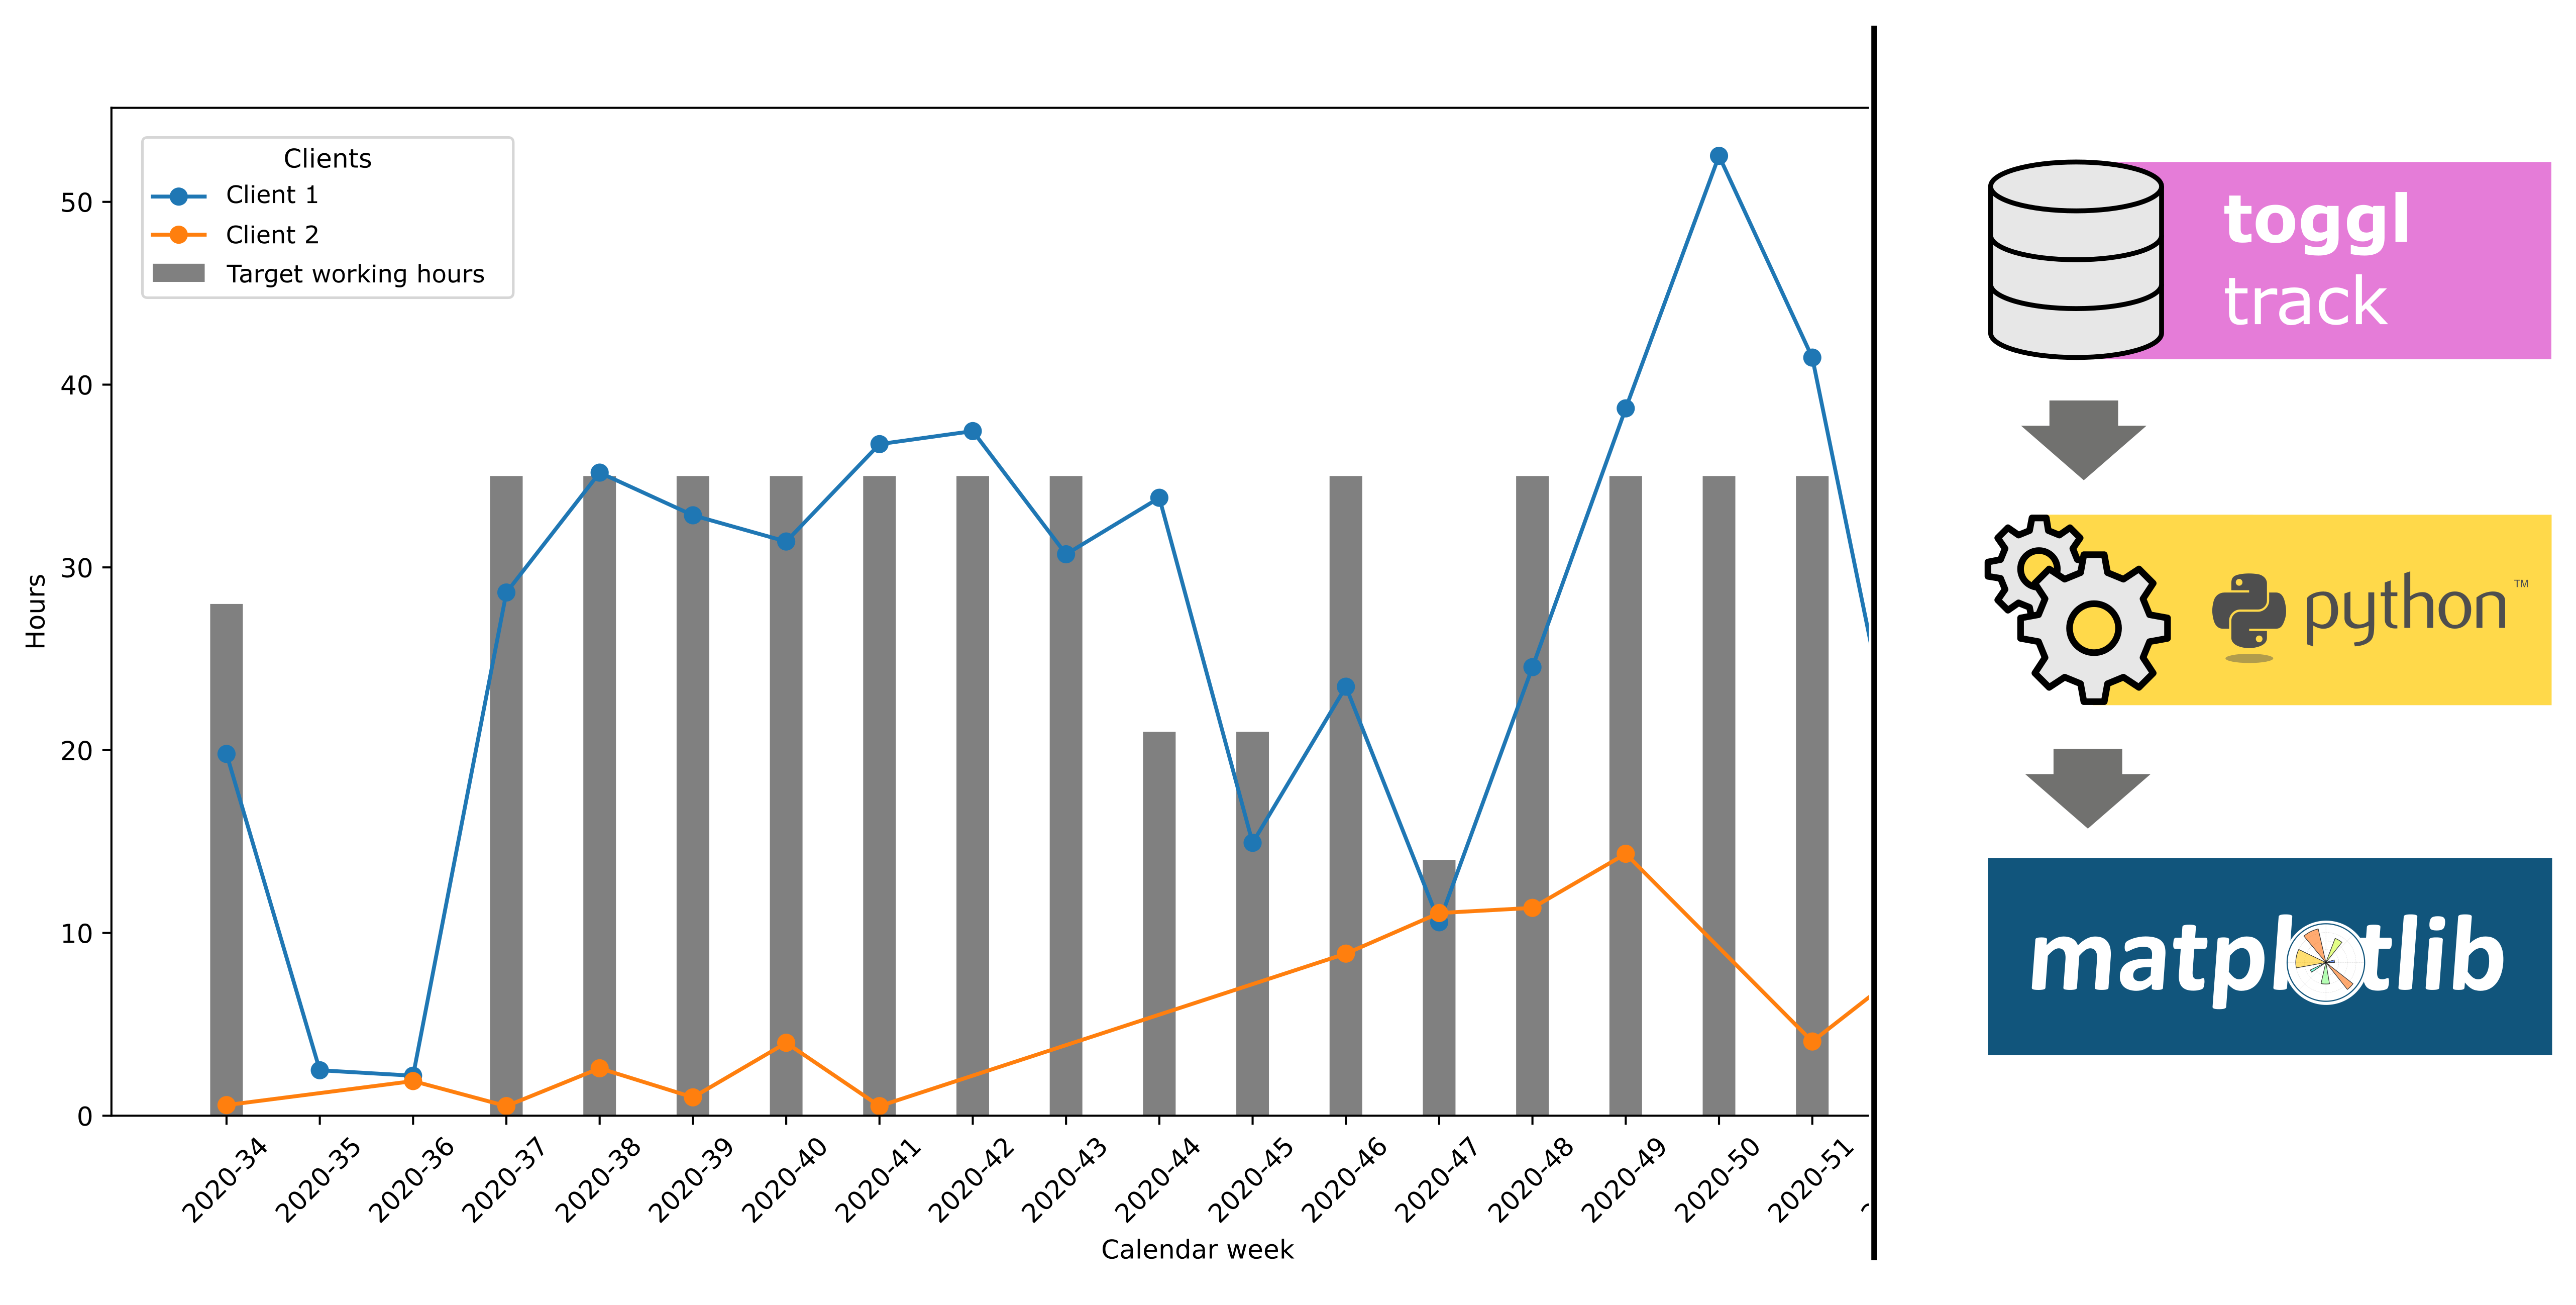 Clients
Client 1
Client 2
Target working hours
50
40
30
20
10
0
Hours
2020-34
2020-35
2020-36
2020-37
2020-38
2020-39
2020-40
2020-41
2020-42
2020-43
2020-44
2020-45
2020-46
2020-47
2020-48
2020-49
2020-50
2020-51
Calendar week
toggl
track
python™
matplotlib